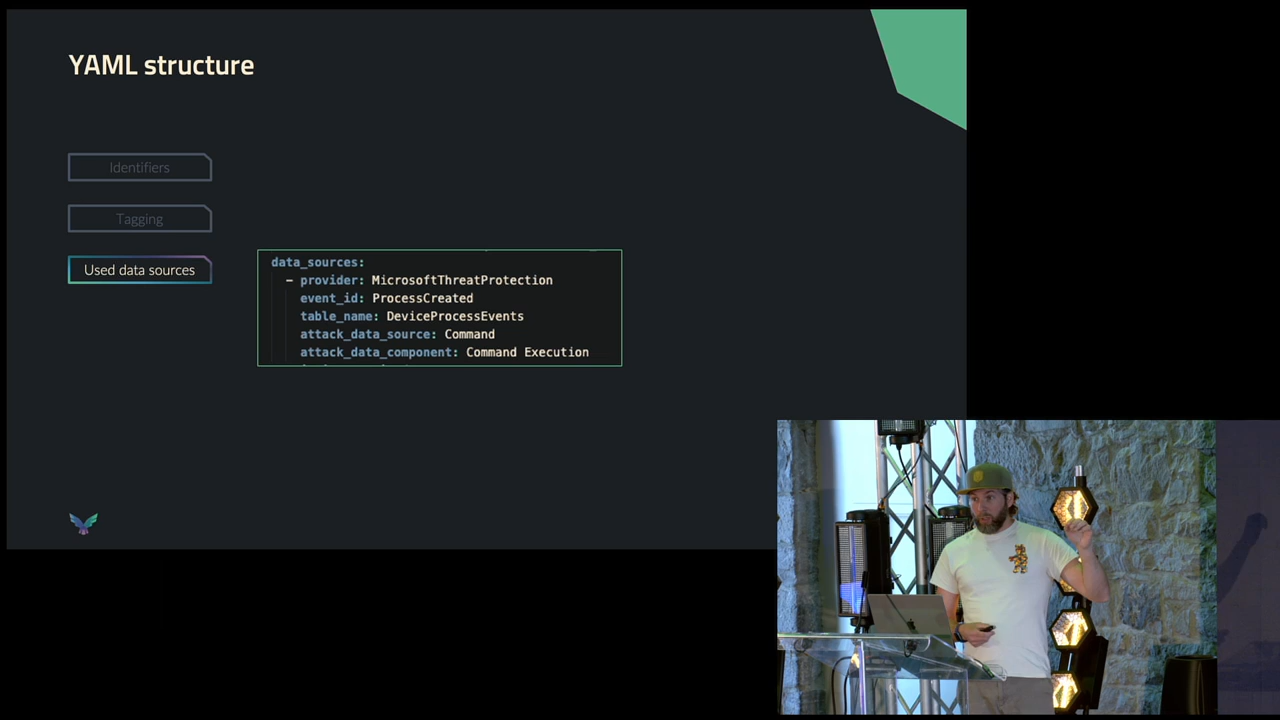 YAML structure
Identifiers
Tagging
Used data sources
data_sources:
– provider: MicrosoftThreatProtection
event_id: ProcessCreated
table_name: DeviceProcessEvents
attack_data_source: Command
attack_data_component: Command Execution